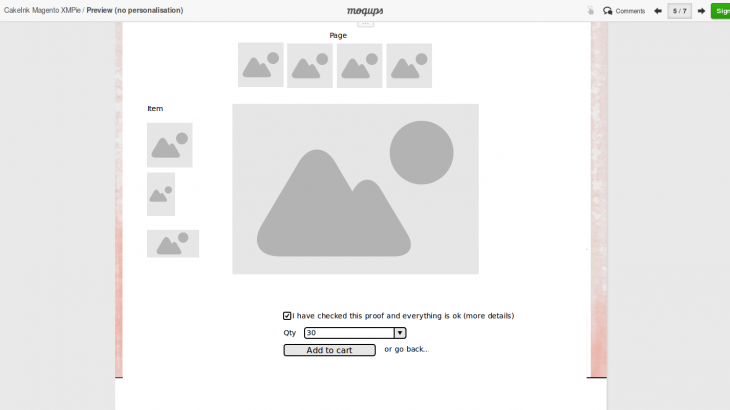 CakeInk Magento XMPie / Preview (no personalisation)
moqups
Comments
5 / 7
Sign
Page
Item
I have checked this proof and everything is ok (more details)
Qty
30
Add to cart
or go back...